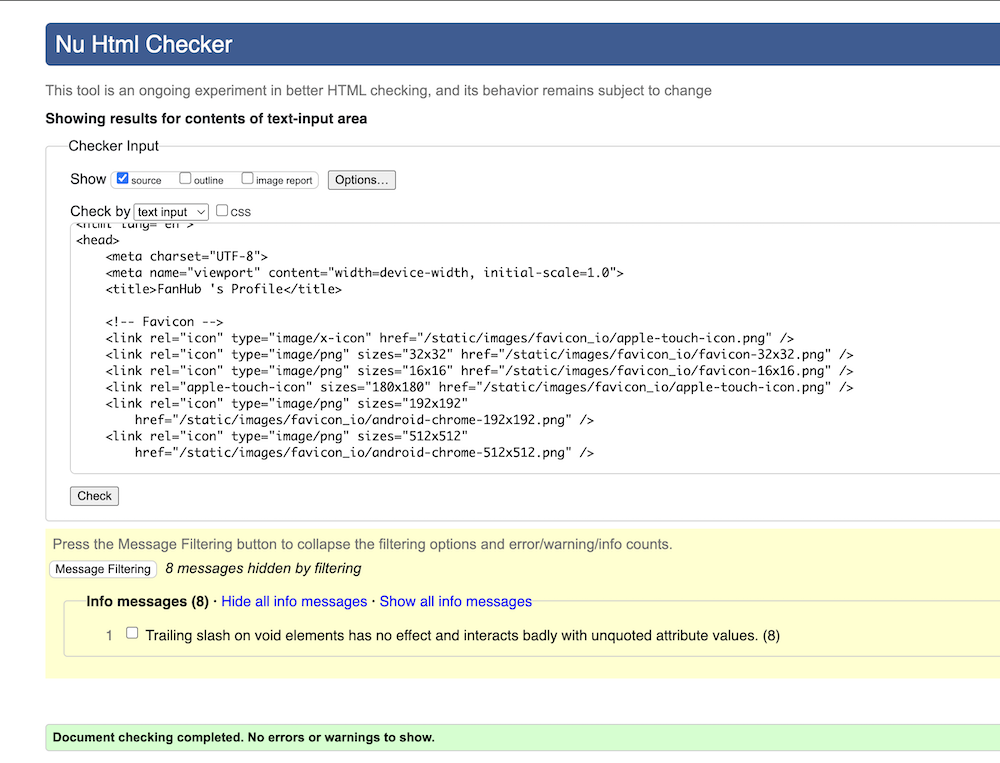 Nu Html Checker
This tool is an ongoing experiment in better HTML checking, and its behavior remains subject to change
Showing results for contents of text-input area
Checker Input
Show source outline image report Options...
Check by text input css
<html lang="en">
<head>
    <meta charset="UTF-8">
    <meta name="viewport" content="width=device-width, initial-scale=1.0">
    <title>FanHub 's Profile</title>
    <!-- Favicon -->
    <link rel="icon" type="image/x-icon" href="/static/images/favicon_io/apple-touch-icon.png" />
    <link rel="icon" type="image/png" sizes="32x32" href="/static/images/favicon_io/favicon-32x32.png" />
    <link rel="icon" type="image/png" sizes="16x16" href="/static/images/favicon_io/favicon-16x16.png" />
    <link rel="apple-touch-icon" sizes="180x180" href="/static/images/favicon_io/apple-touch-icon.png" />
    <link rel="icon" type="image/png" sizes="192x192"
        href="/static/images/favicon_io/android-chrome-192x192.png" />
    <link rel="icon" type="image/png" sizes="512x512"
        href="/static/images/favicon_io/android-chrome-512x512.png" />
Check
Press the Message Filtering button to collapse the filtering options and error/warning/info counts.
Message Filtering 8 messages hidden by filtering
Info messages (8) · Hide all info messages · Show all info messages
1 Trailing slash on void elements has no effect and interacts badly with unquoted attribute values. (8)
Document checking completed. No errors or warnings to show.